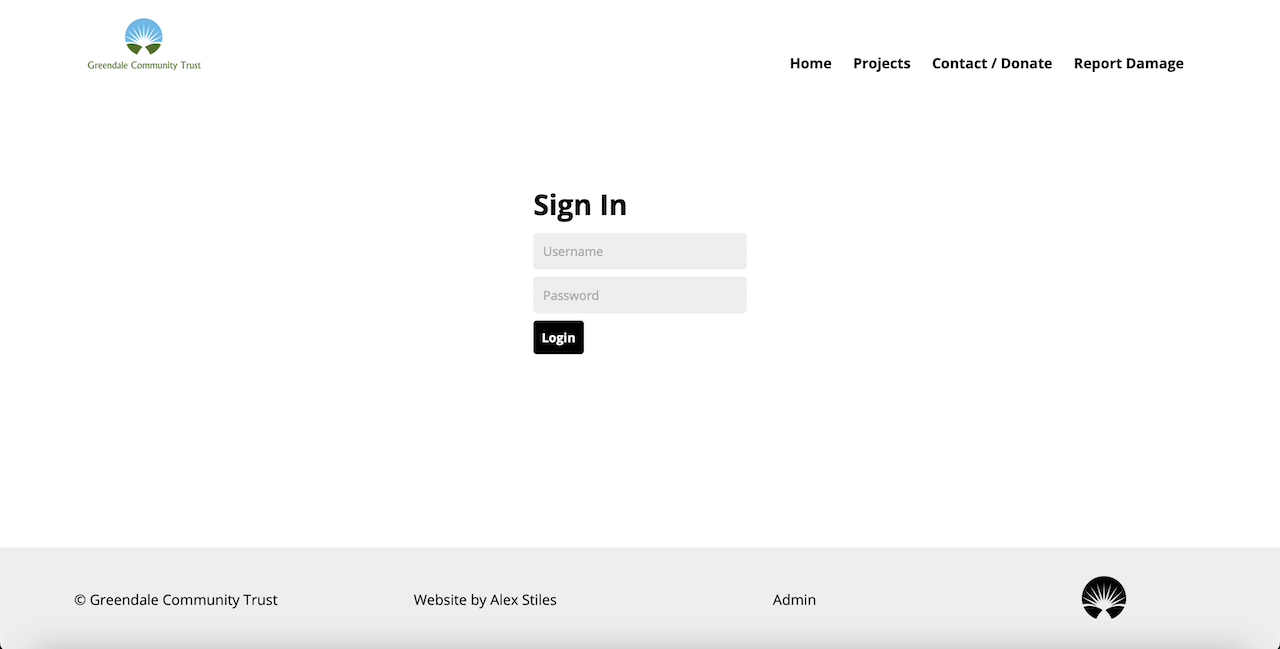 Greendale Community Trust
Home Projects Contact / Donate Report Damage
Sign In
Username
Password
Login
© Greendale Community Trust Website by Alex Stiles Admin